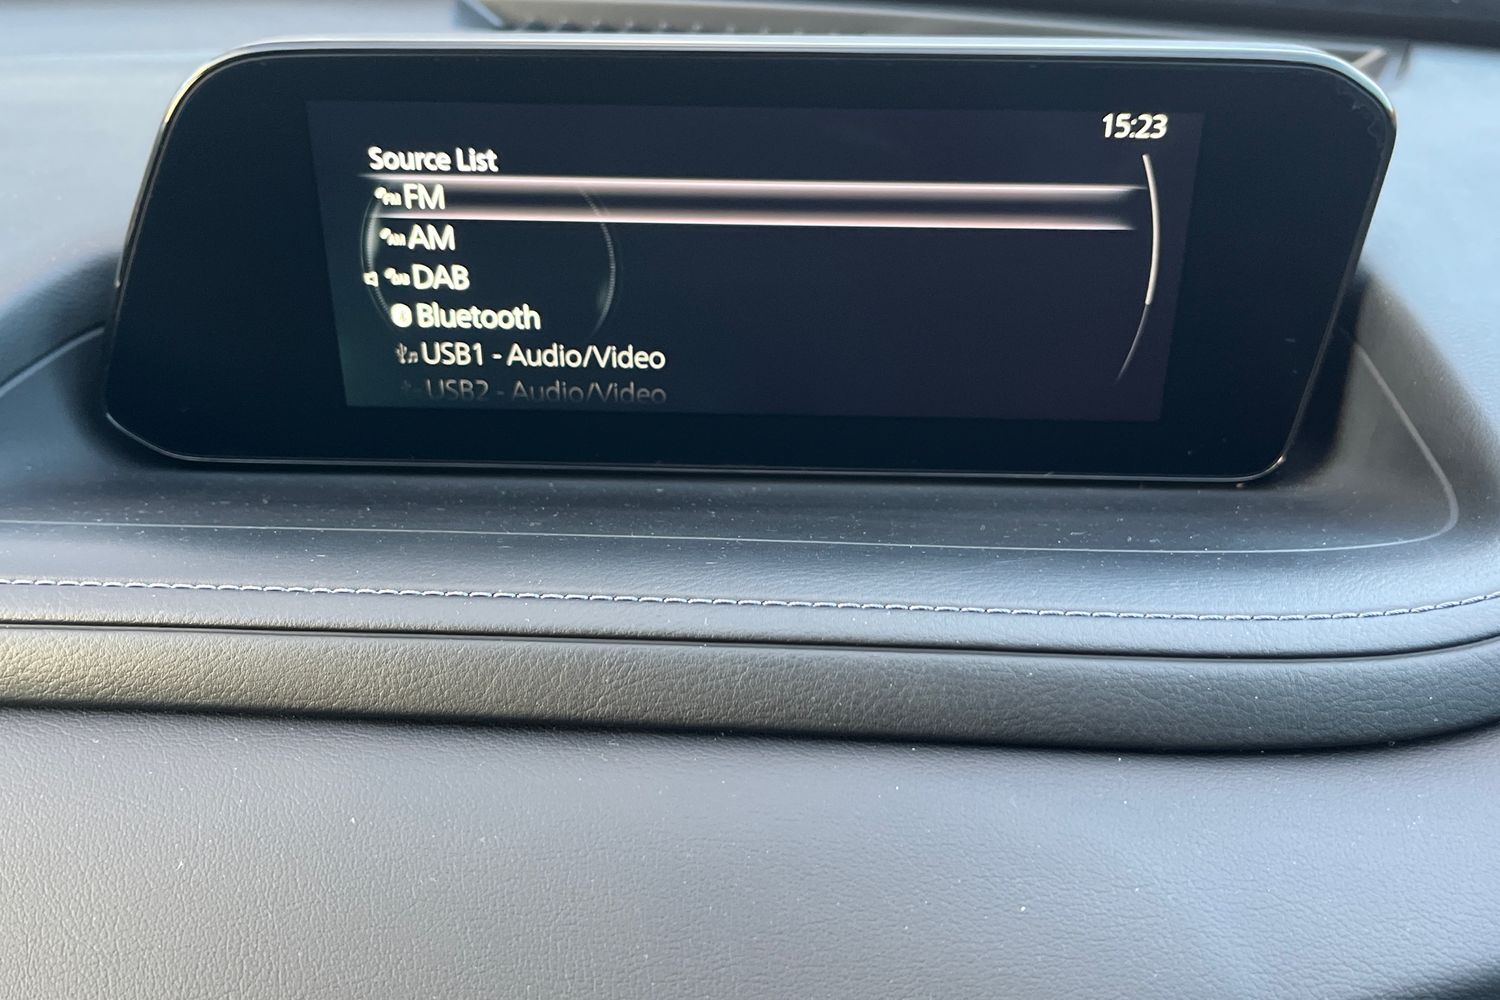 15:23
Source List
FM
AM
DAB
Bluetooth
USB1 - Audio/Video
USB2 - Audio/Video